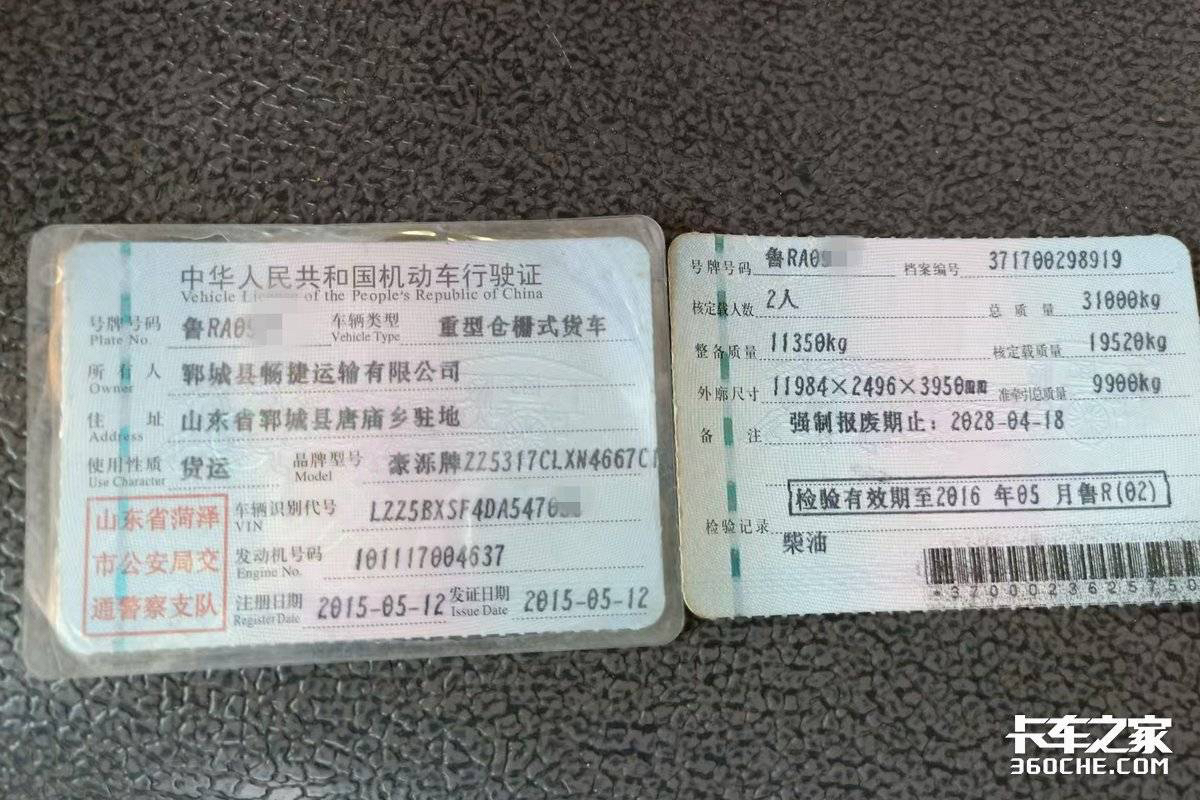 中华人民共和国机动车行驶证
Vehicle of the People's Republic of China
号牌号码 鲁RA09 车辆类型 重型仓栅式货车
Plate No. Vehicle Type
所有人 郓城县畅捷运输有限公司
Owner
住址 山东省郓城县唐庙乡驻地
Address
使用性质 货运 品牌型号 豪泺牌ZZ5317CLXN4667C1
Use Character Model
山东省菏泽
市公安局交
通警察支队
车辆识别代号 LZZ5BXSF4DA5470
VIN
发动机号码 101117004637
Engine No.
注册日期 2015-05-12 发证日期 2015-05-12
Register Date Issue Date
号牌号码 鲁RA09 档案编号 371700298919
核定载人数 2人 总质量 31000kg
整备质量 11350kg 核定载质量 19520kg
外廓尺寸 11984×2496×3950mm 准牵引总质量 9900kg
备注 强制报废期止：2028-04-18
检验有效期至2016 年05 月鲁R(02)
检验记录
柴油
卡车之家
360CHE.COM